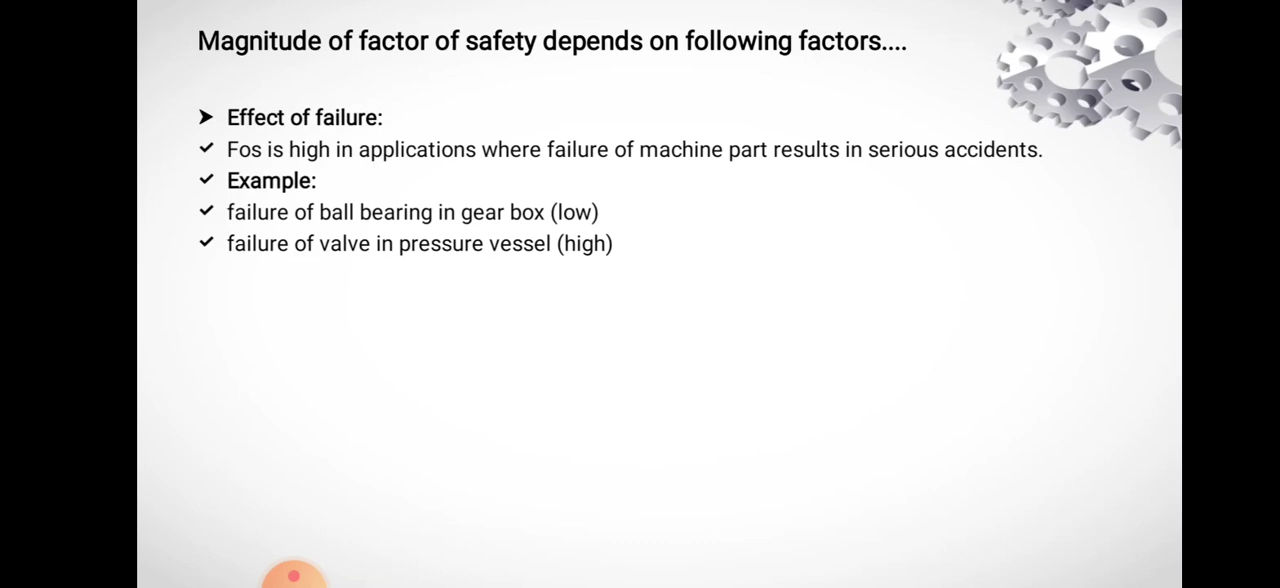 Magnitude of factor of safety depends on following factors....
➤ Effect of failure:
✓ Fos is high in applications where failure of machine part results in serious accidents.
✓ Example:
✓ failure of ball bearing in gear box (low)
✓ failure of valve in pressure vessel (high)